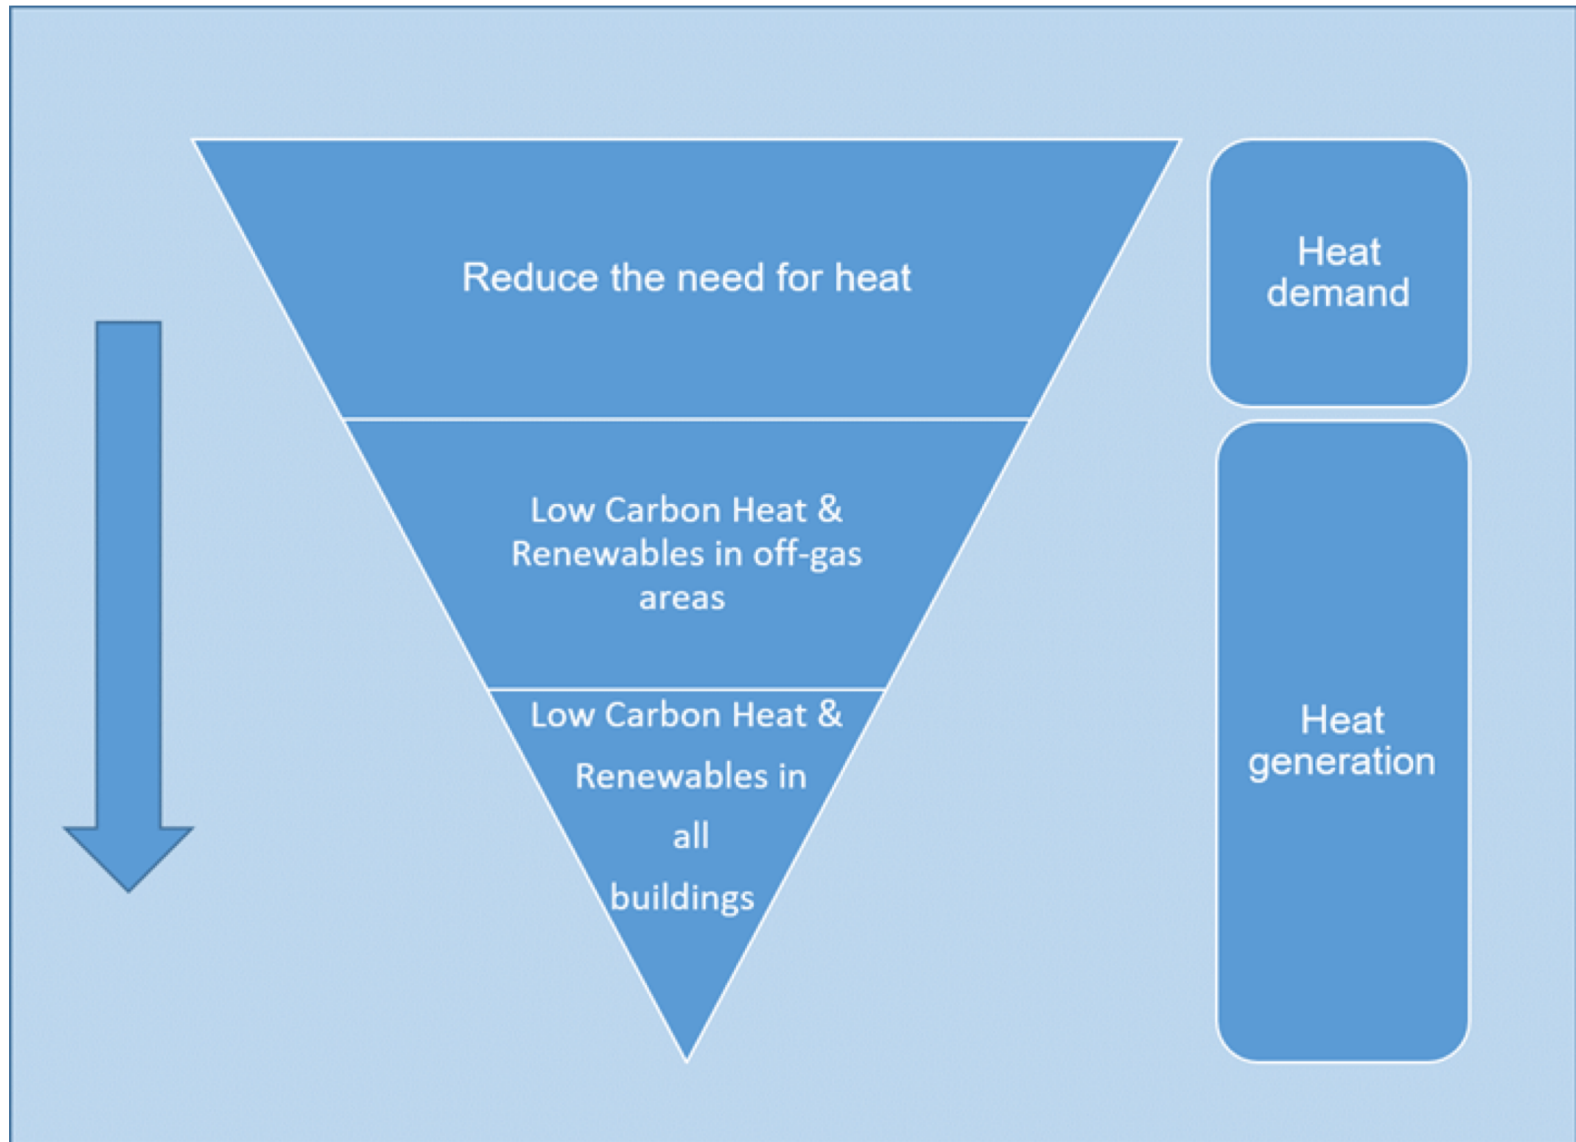 Reduce the need for heat
Heat
demand
Low Carbon Heat &
Renewables in off-gas
areas
Low Carbon Heat &
Renewables in
all
buildings
Heat
generation